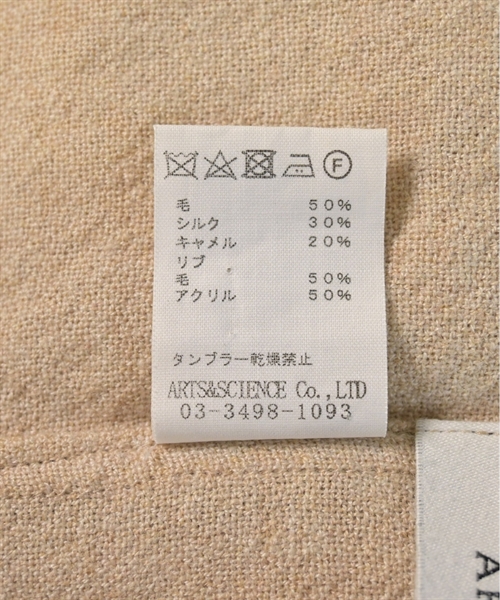 F
毛 50%
シルク 30%
キャメル 20%
リブ
毛 50%
アクリル 50%
タンブラー乾燥禁止
ARTS&SCIENCE Co.,LTD
03-3498-1093
A